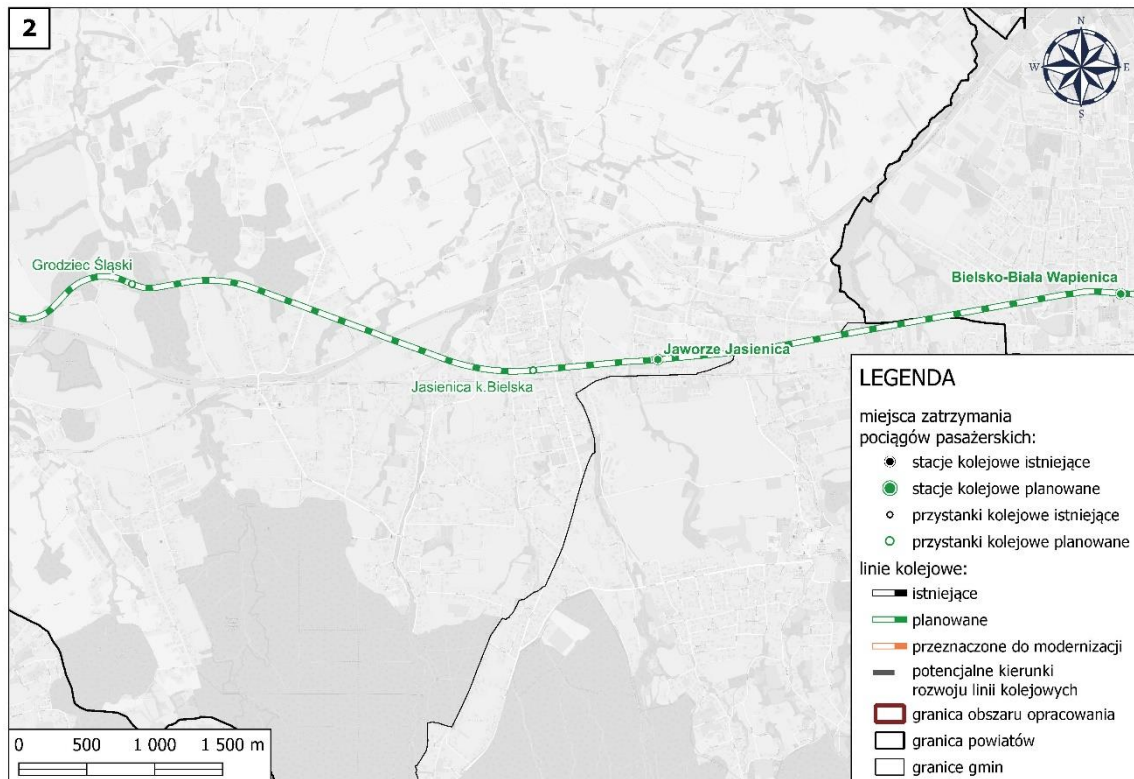 2
N
W E
S
Grodziec Śląski
Bielsko-Biała Wapienica
Jaworze Jasienica
Jasienica k.Bielska
LEGENDA
miejsca zatrzymania
pociągów pasażerskich:
stacje kolejowe istniejące
stacje kolejowe planowane
przystanki kolejowe istniejące
przystanki kolejowe planowane
linie kolejowe:
istniejące
planowane
przeznaczone do modernizacji
potencjalne kierunki
rozwoju linii kolejowych
granica obszaru opracowania
granica powiatów
granice gmin
0 500 1 000 1 500 m